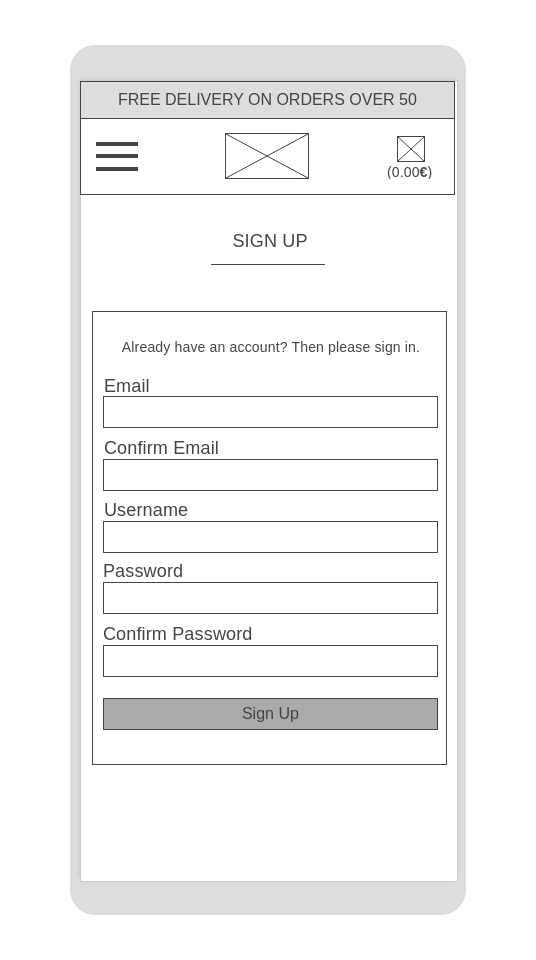 FREE DELIVERY ON ORDERS OVER 50
(0.00€)
SIGN UP
Already have an account? Then please sign in.
Email
Confirm Email
Username
Password
Confirm Password
Sign Up